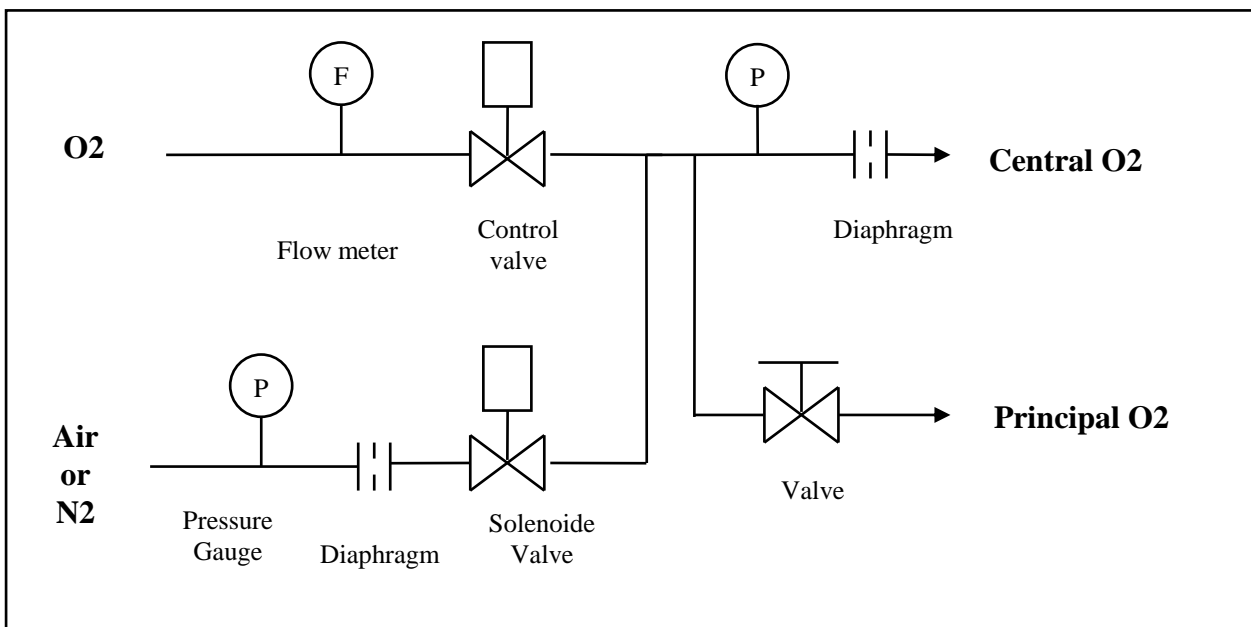 F
P
O2
Central O2
Flow meter
Control
valve
Diaphragm
P
Air
or
N2
Principal O2
Pressure
Gauge
Diaphragm
Solenoide
Valve
Valve